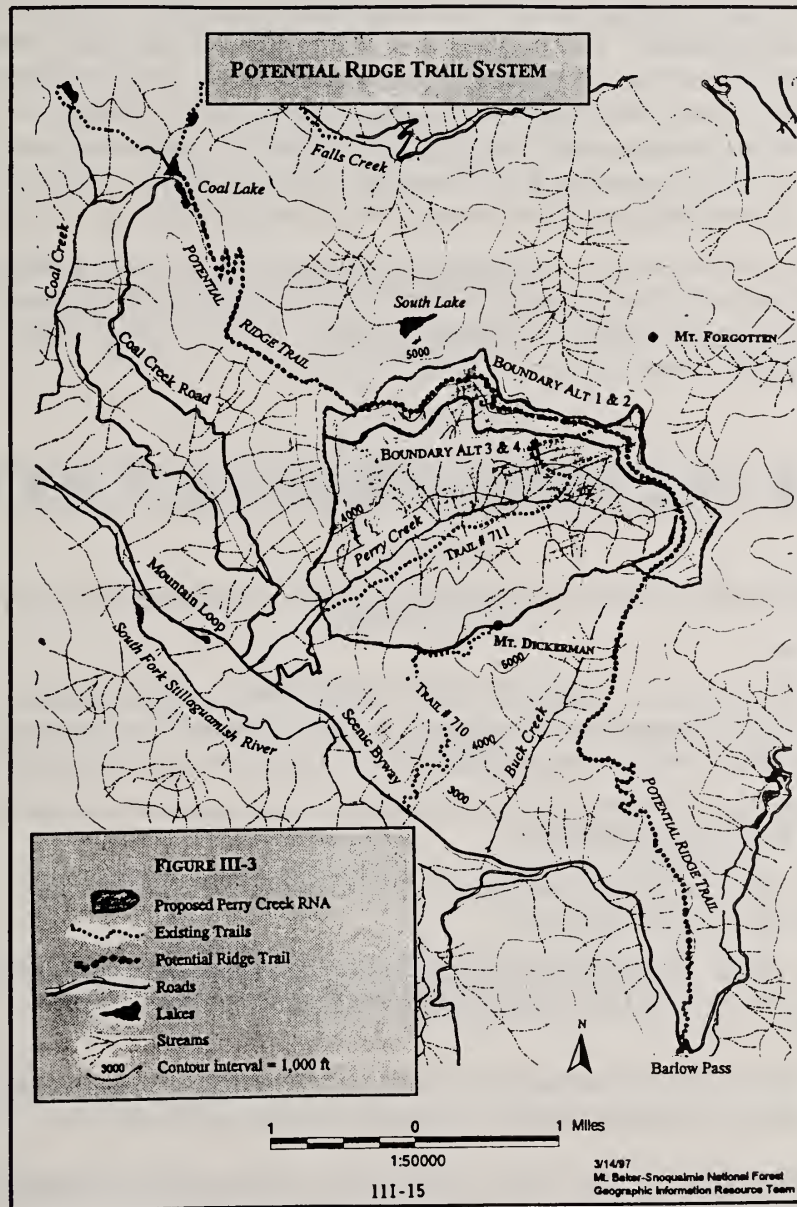 POTENTIAL RIDGE TRAIL SYSTEM
Falls Creek
Coal Lake
Coal Creek
POTENTIAL
RIDGE TRAIL
South Lake
5000
MT. FORGOTTEN
Coal Creek Road
BOUNDARY ALT 1 & 2
BOUNDARY ALT 3 & 4
4000
Perry Creek
TRAIL # 711
Mountain Loop
South Fork Stillaguamish River
MT. DICKERMAN
5000
TRAIL # 710
Scenic Byway
4000
Buck Creek
3000
POTENTIAL RIDGE TRAIL
FIGURE III-3
Proposed Perry Creek RNA
Existing Trails
Potential Ridge Trail
Roads
Lakes
Streams
3000 Contour interval = 1,000 ft
N
Barlow Pass
1 0 1 Miles
1:50000
III-15
3/14/97
Mt. Baker-Snoqualmie National Forest
Geographic Information Resource Team